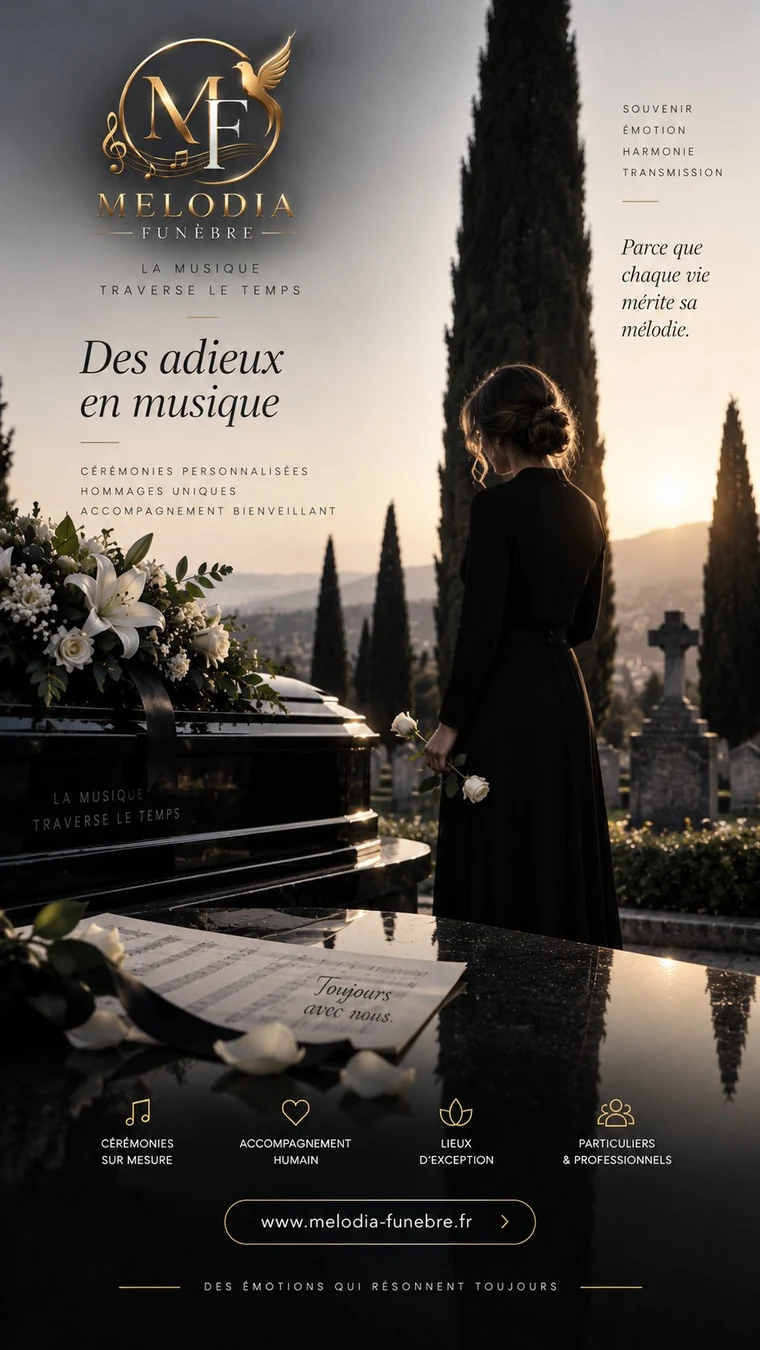 MF
MELODIA
FUNÈBRE
LA MUSIQUE
TRAVERSE LE TEMPS
Des adieux
en musique
CÉRÉMONIES PERSONNALISÉES
HOMMAGES UNIQUES
ACCOMPAGNEMENT BIENVEILLANT
SOUVENIR
ÉMOTION
HARMONIE
TRANSMISSION
Parce que
chaque vie
mérite sa
mélodie.
LA MUSIQUE
TRAVERSE LE TEMPS
Toujours
avec nous.
CÉRÉMONIES
SUR MESURE
ACCOMPAGNEMENT
HUMAIN
LIEUX
D'EXCEPTION
PARTICULIERS
& PROFESSIONNELS
www.melodia-funebre.fr
DES ÉMOTIONS QUI RÉSONNENT TOUJOURS